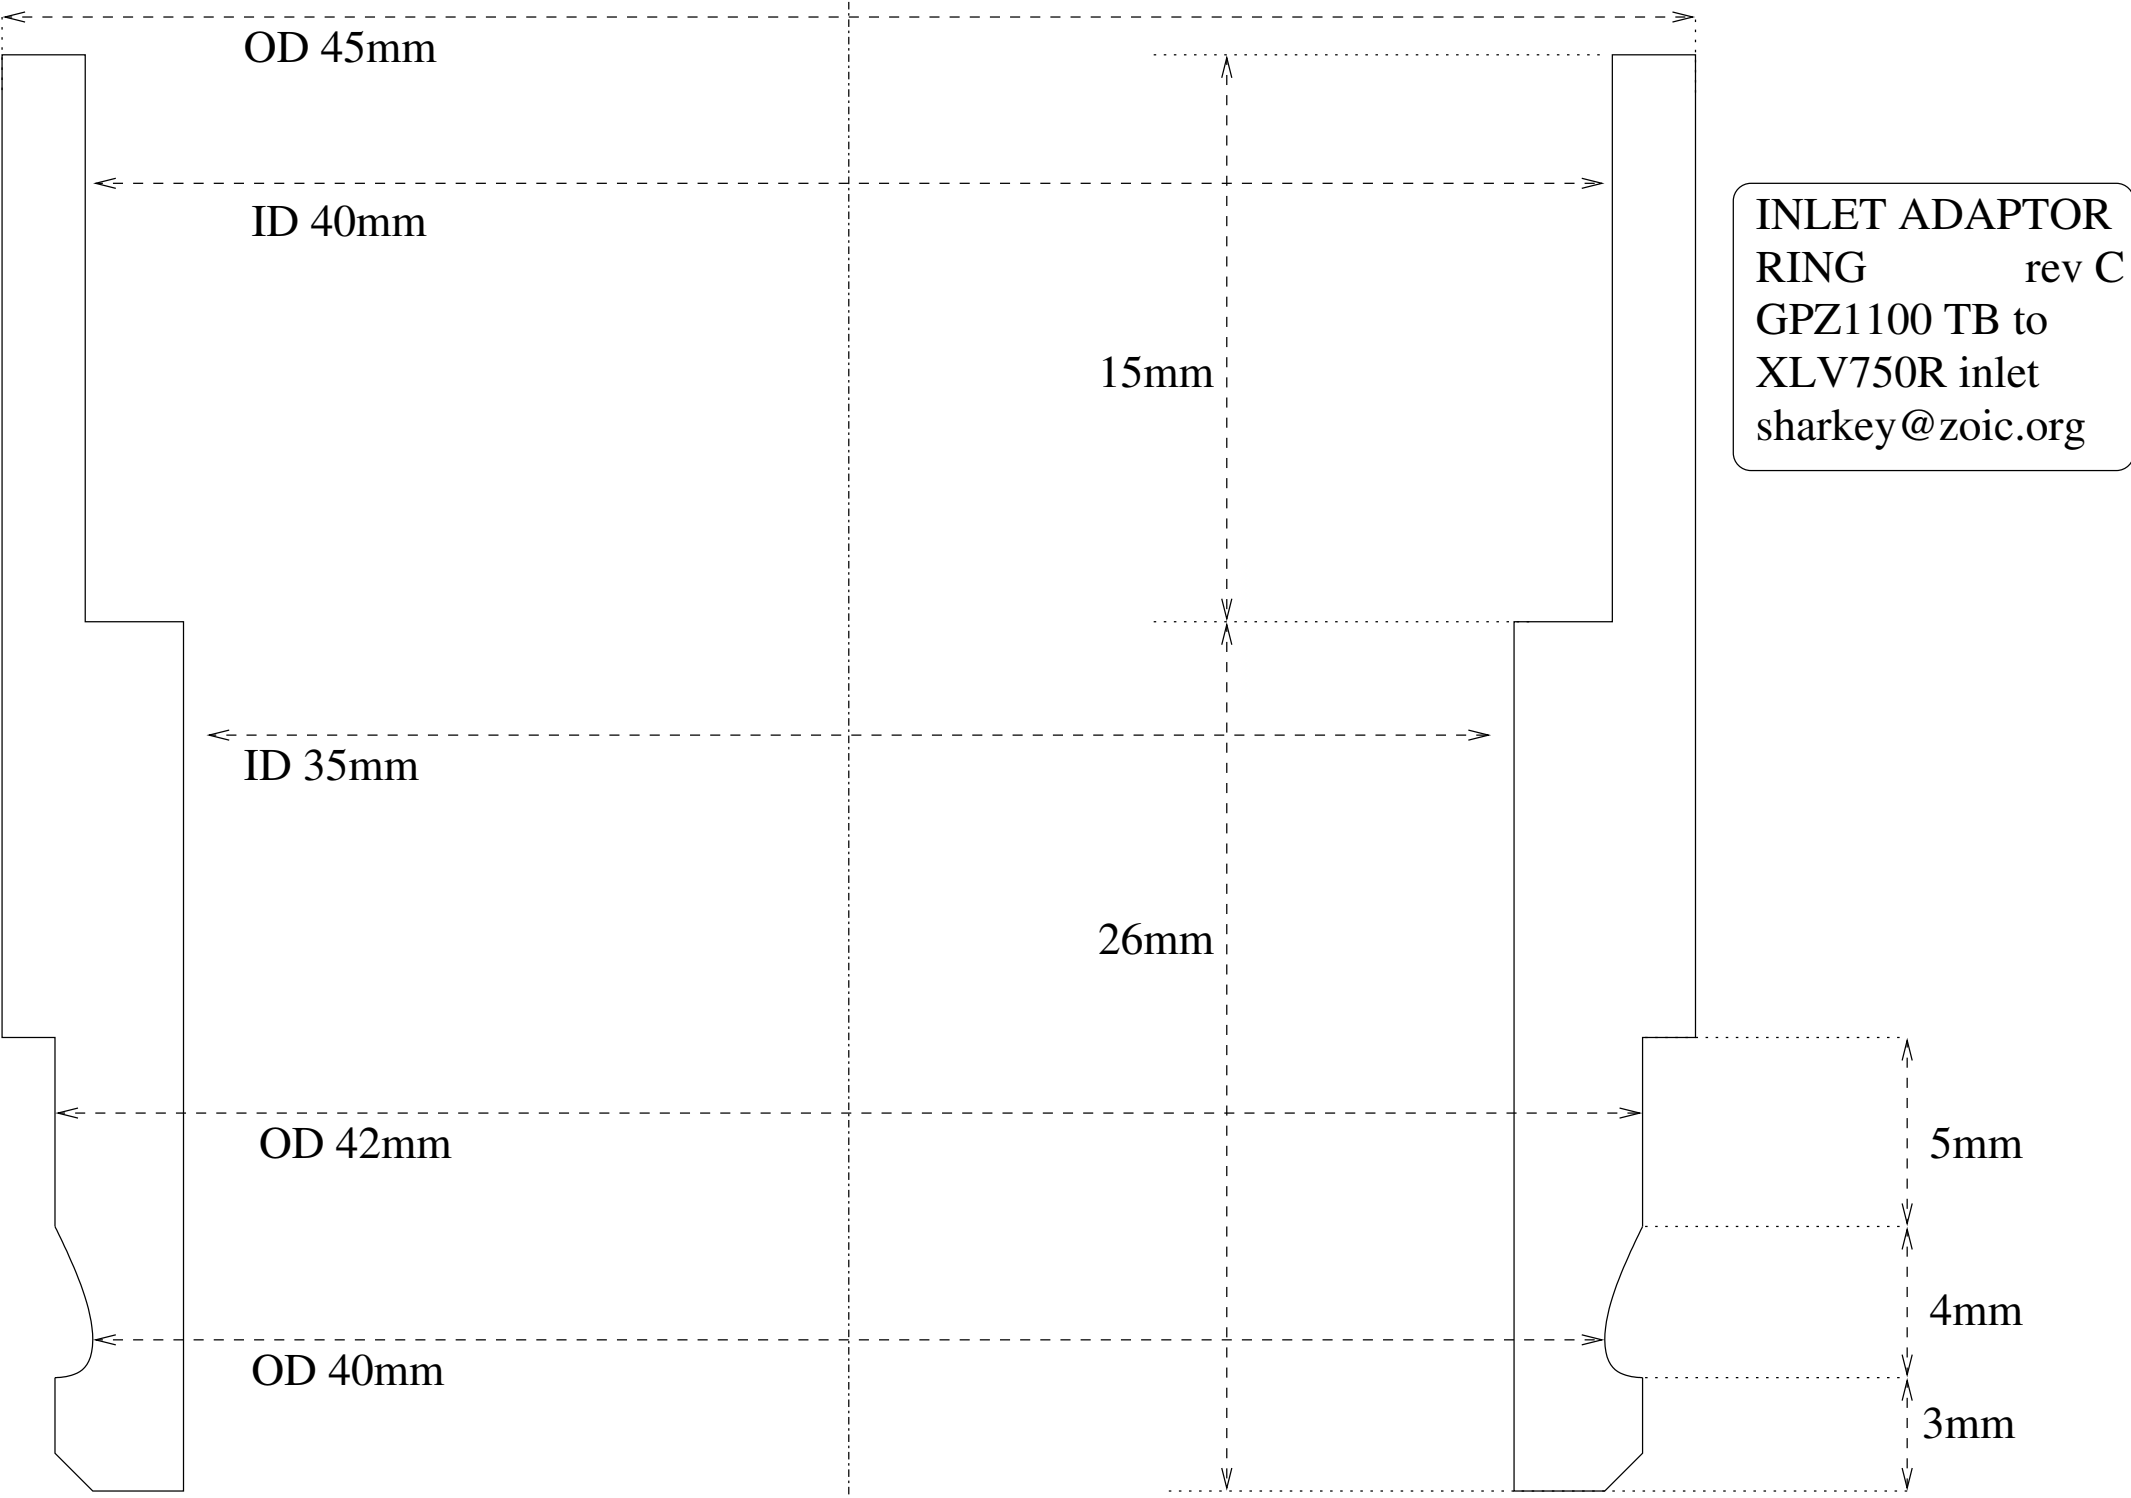 OD 45mm
ID 40mm
INLET ADAPTOR
RING rev C
GPZ1100 TB to
XLV750R inlet
sharkey@zoic.org
15mm
ID 35mm
26mm
OD 42mm
5mm
4mm
OD 40mm
3mm